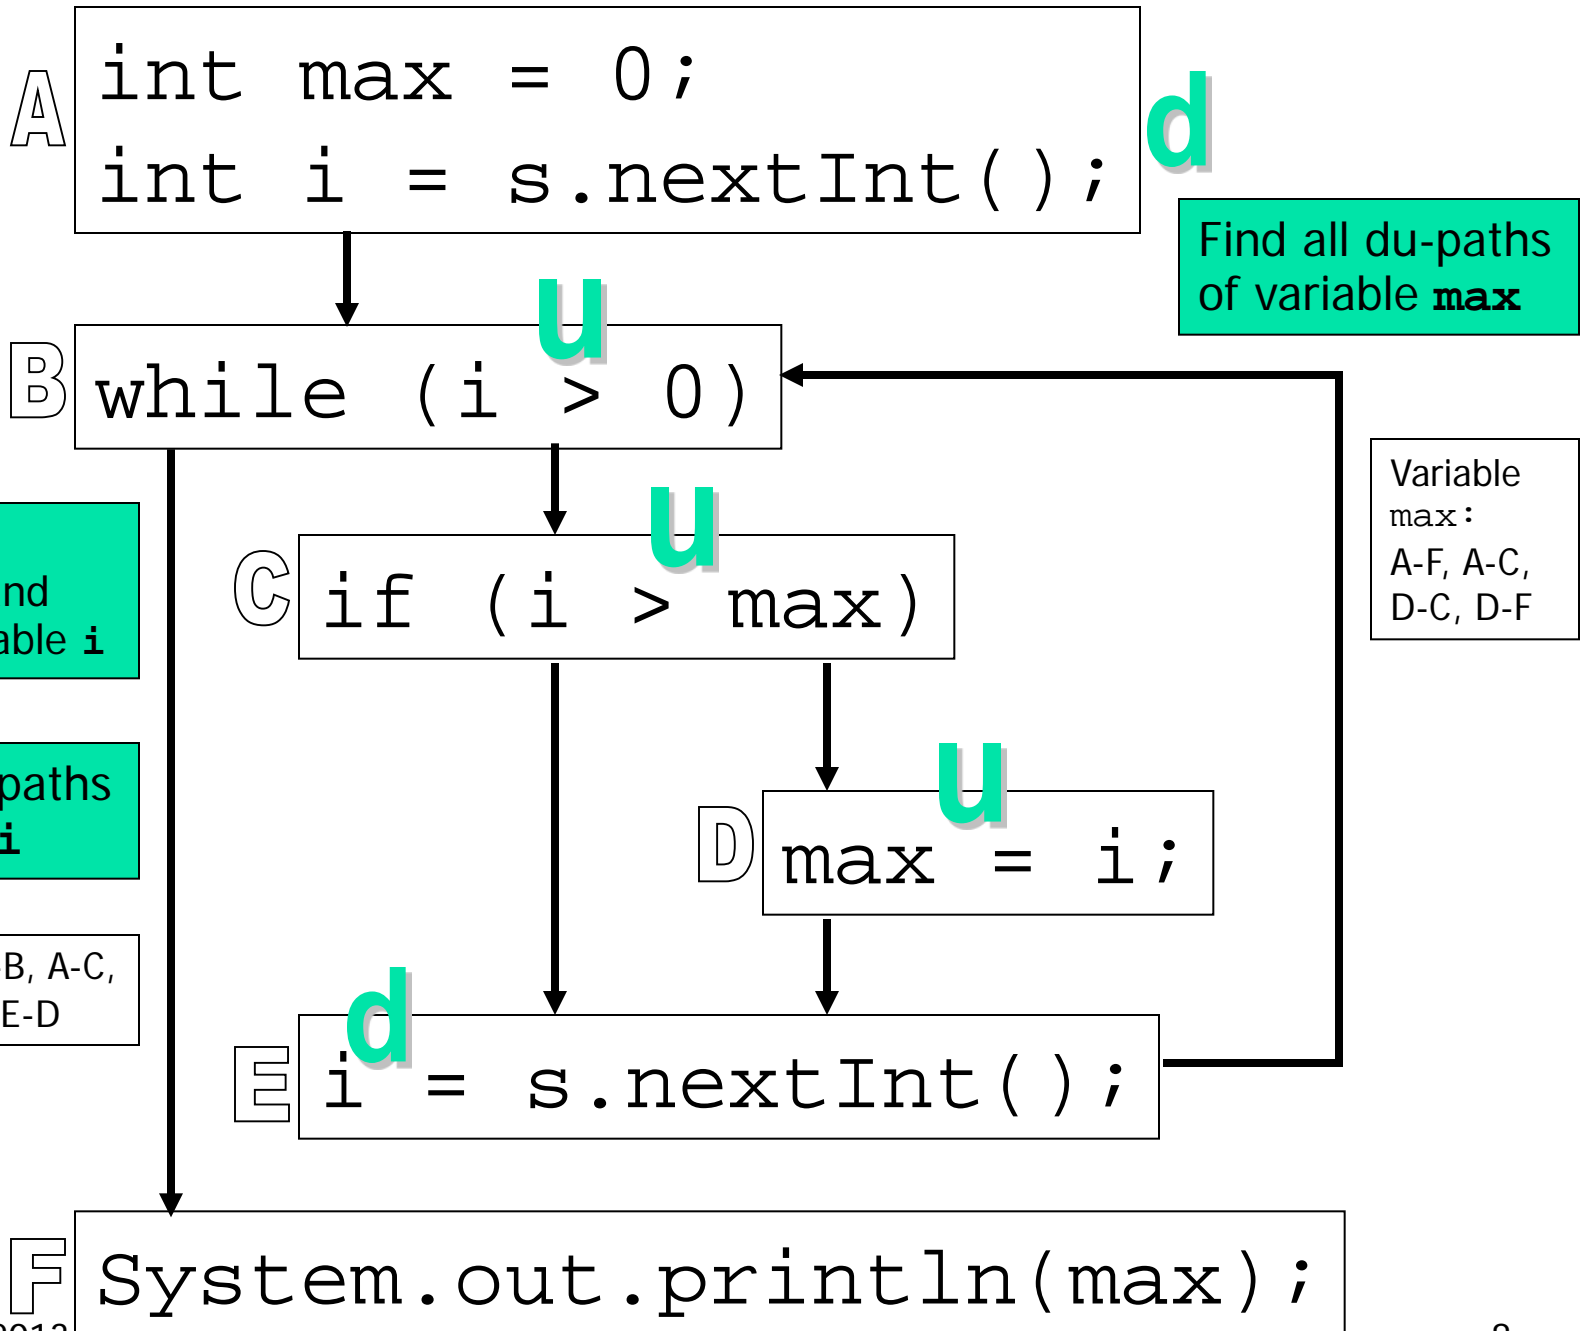 A
int max = 0;
int i = s.nextInt();
d
Find all du-paths
of variable max
u
B
while (i > 0)
Variable
max:
A-F, A-C,
D-C, D-F
u
C
if (i > max)
nd
able i
paths
i
u
D
max = i;
-B, A-C,
E-D
d
E
i = s.nextInt();
F
System.out.println(max);